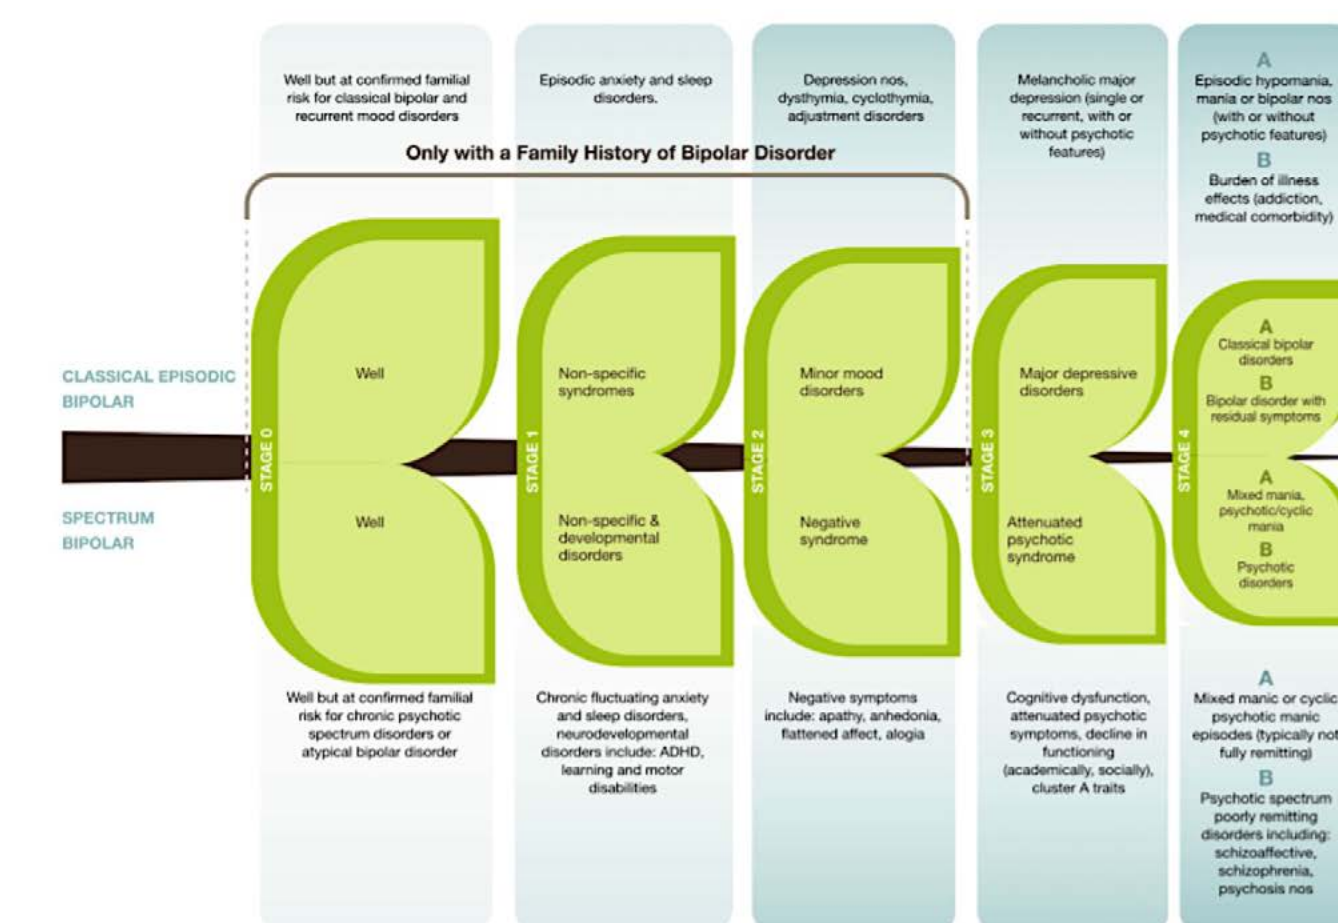 Well but at confirmed familial
risk for classical bipolar and
recurrent mood disorders
Episodic anxiety and sleep
disorders.
Depression nos,
dysthymia, cyclothymia,
adjustment disorders
Melancholic major
depression (single or
recurrent, with or
without psychotic
features)
A
Episodic hypomania,
mania or bipolar nos
(with or without
psychotic features)
B
Burden of illness
effects (addiction,
medical comorbidity)
Only with a Family History of Bipolar Disorder
CLASSICAL EPISODIC
BIPOLAR
SPECTRUM
BIPOLAR
STAGE 0
Well
Well
STAGE 1
Non-specific
syndromes
Non-specific &
developmental
disorders
STAGE 2
Minor mood
disorders
Negative
syndrome
STAGE 3
Major depressive
disorders
Attenuated
psychotic
syndrome
STAGE 4
A
Classical bipolar
disorders
B
Bipolar disorder with
residual symptoms
A
Mixed mania,
psychotic/cyclic
mania
B
Psychotic
disorders
Well but at confirmed familial
risk for chronic psychotic
spectrum disorders or
atypical bipolar disorder
Chronic fluctuating anxiety
and sleep disorders,
neurodevelopmental
disorders include: ADHD,
learning and motor
disabilities
Negative symptoms
include: apathy, anhedonia,
flattened affect, alogia
Cognitive dysfunction,
attenuated psychotic
symptoms, decline in
functioning
(academically, socially),
cluster A traits
A
Mixed manic or cyclic
psychotic manic
episodes (typically not
fully remitting)
B
Psychotic spectrum
poorly remitting
disorders including:
schizoaffective,
schizophrenia,
psychosis nos